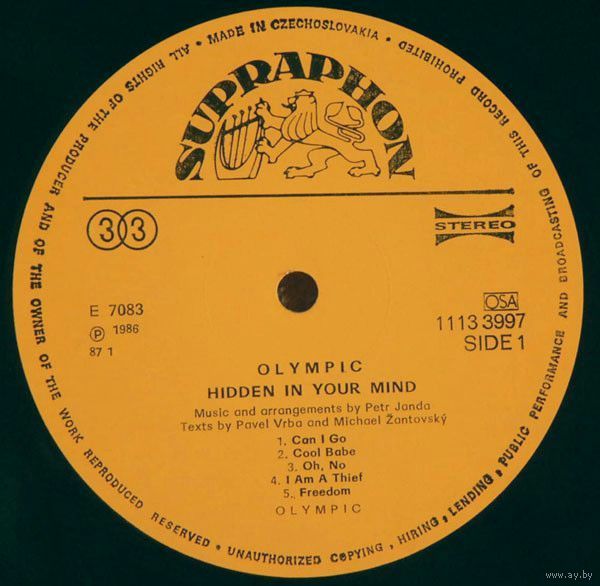 ALL RIGHTS OF THE PRODUCER AND OF THE OWNER OF THE WORK REPRODUCED RESERVED • UNAUTHORIZED COPYING, HIRING, LENDING, PUBLIC PERFORMANCE AND BROADCASTING OF THIS RECORD PROHIBITED • MADE IN CZECHOSLOVAKIA •
SUPRAPHON
33
STEREO
E 7083
Ⓟ 1986
87 1
OSA
1113 3997
SIDE 1
OLYMPIC
HIDDEN IN YOUR MIND
Music and arrangements by Petr Janda
Texts by Pavel Vrba and Michael Žantovský
1. Can I Go
2. Cool Babe
3. Oh, No
4. I Am A Thief
5. Freedom
OLYMPIC
www.ay.by